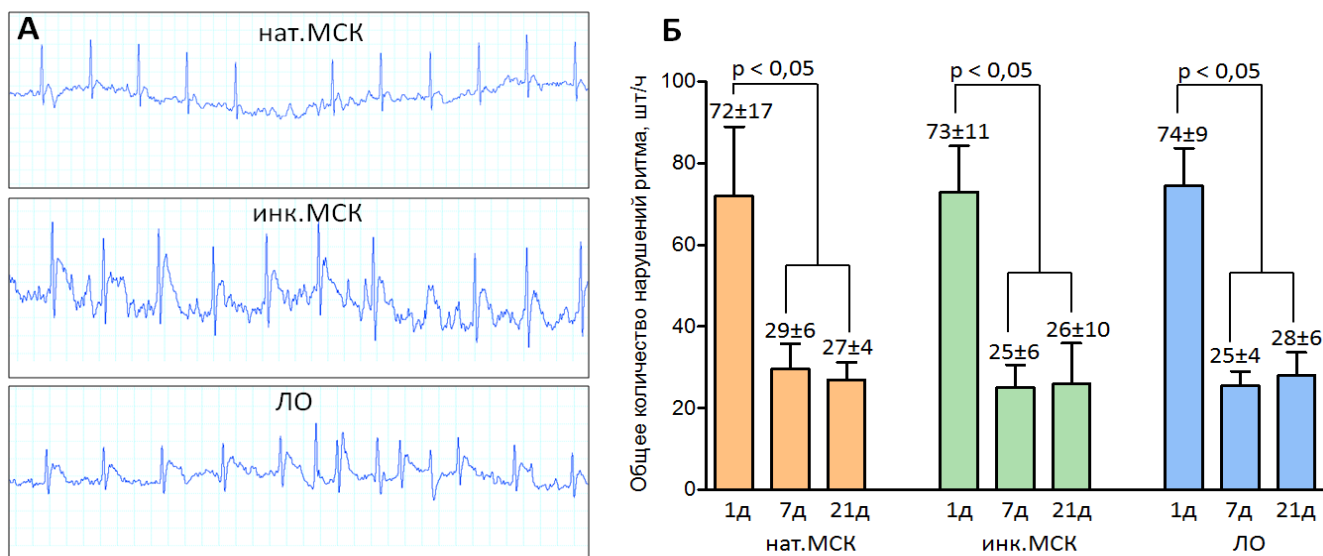 А
нат.МСК
инк.МСК
ЛО
Б
Общее количество нарушений ритма, шт/ч
100
80
60
40
20
0
p < 0,05
p < 0,05
p < 0,05
72±17
29±6
27±4
73±11
25±6
26±10
74±9
25±4
28±6
1д 7д 21д 1д 7д 21д 1д 7д 21д
нат.МСК инк.МСК ЛО